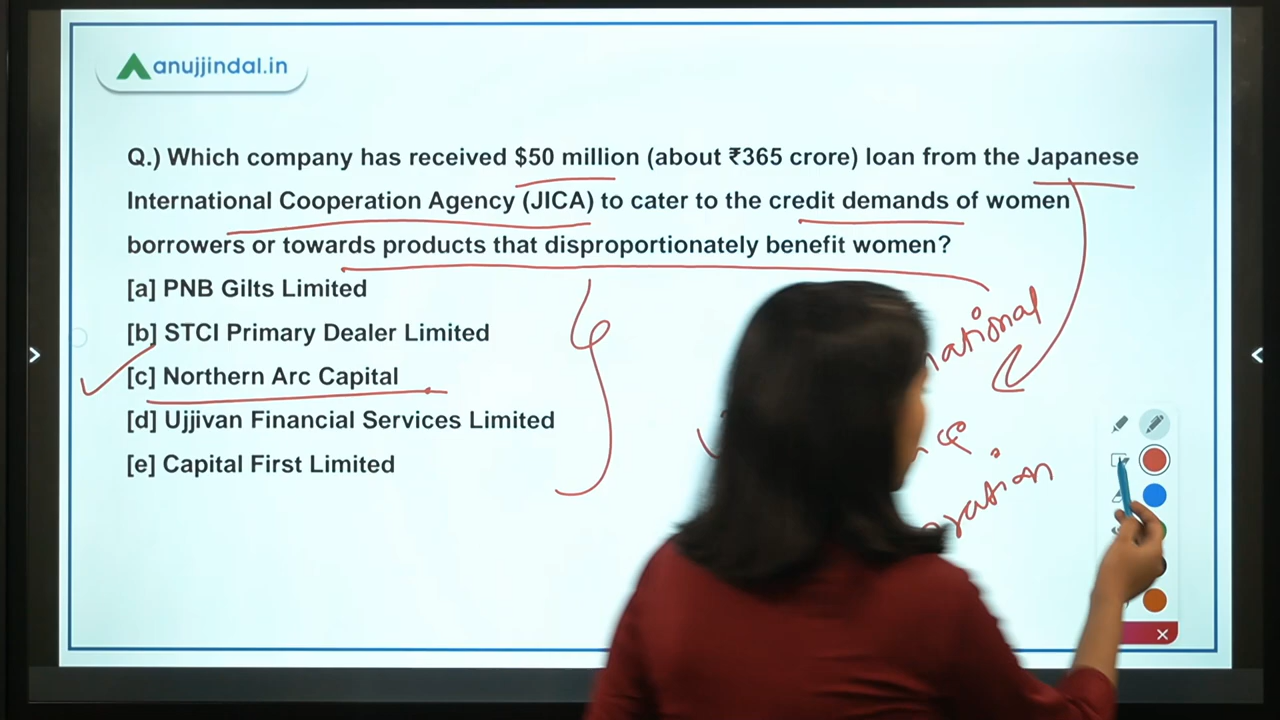 anujjindal.in
Q.) Which company has received $50 million (about ₹365 crore) loan from the Japanese
International Cooperation Agency (JICA) to cater to the credit demands of women
borrowers or towards products that disproportionately benefit women?
[a] PNB Gilts Limited
[b] STCI Primary Dealer Limited
[c] Northern Arc Capital
[d] Ujjivan Financial Services Limited
[e] Capital First Limited